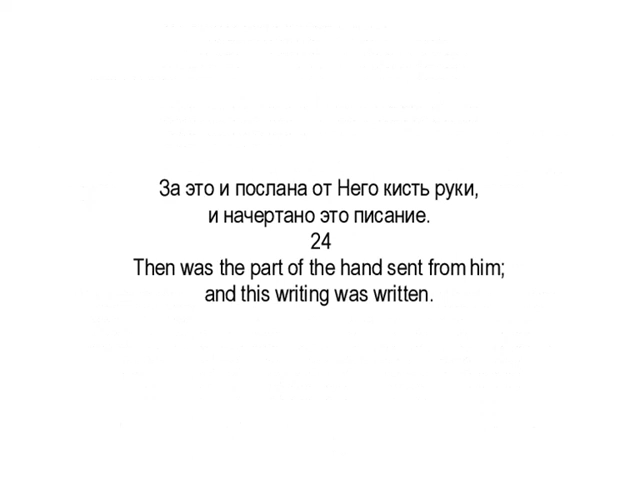 За это и послана от Него кисть руки,
и начертано это писание.
24
Then was the part of the hand sent from him;
and this writing was written.